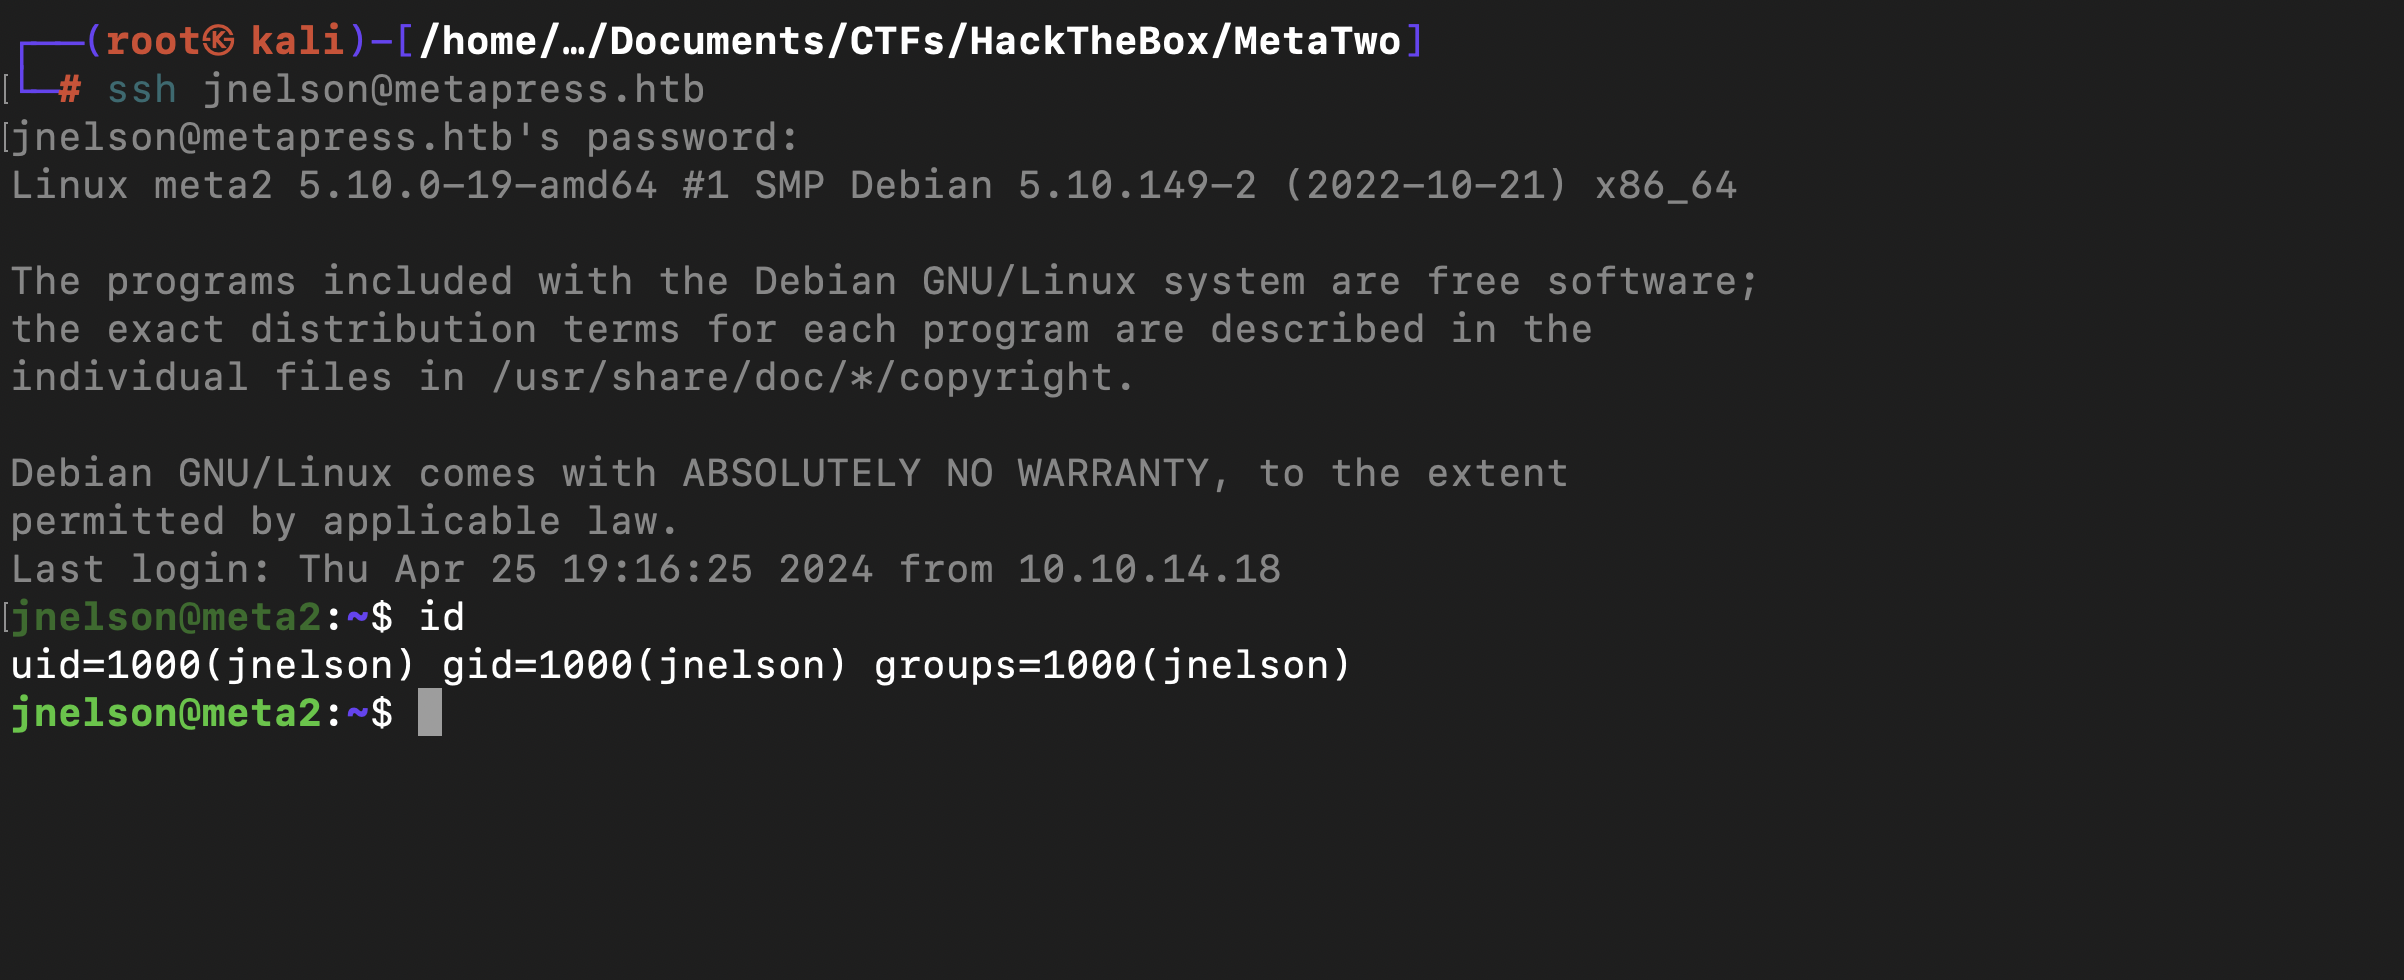 ┌──(root㉿kali)-[/home/…/Documents/CTFs/HackTheBox/MetaTwo]
└─# ssh jnelson@metapress.htb
jnelson@metapress.htb's password:
Linux meta2 5.10.0-19-amd64 #1 SMP Debian 5.10.149-2 (2022-10-21) x86_64
The programs included with the Debian GNU/Linux system are free software;
the exact distribution terms for each program are described in the
individual files in /usr/share/doc/*/copyright.
Debian GNU/Linux comes with ABSOLUTELY NO WARRANTY, to the extent
permitted by applicable law.
Last login: Thu Apr 25 19:16:25 2024 from 10.10.14.18
jnelson@meta2:~$ id
uid=1000(jnelson) gid=1000(jnelson) groups=1000(jnelson)
jnelson@meta2:~$